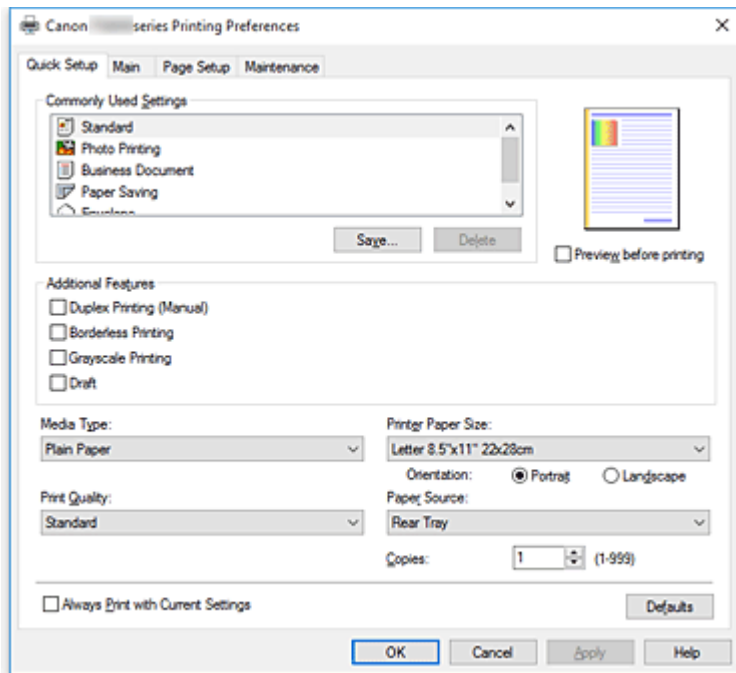 Canon series Printing Preferences
Quick Setup Main Page Setup Maintenance
Commonly Used Settings
Standard
Photo Printing
Business Document
Paper Saving
Envelope
Save... Delete
Preview before printing
Additional Features
Duplex Printing (Manual)
Borderless Printing
Grayscale Printing
Draft
Media Type: Printer Paper Size:
Plain Paper Letter 8.5"x11" 22x28cm
Orientation: Portrait Landscape
Print Quality: Paper Source:
Standard Rear Tray
Copies: 1 (1-999)
Always Print with Current Settings Defaults
OK Cancel Apply Help